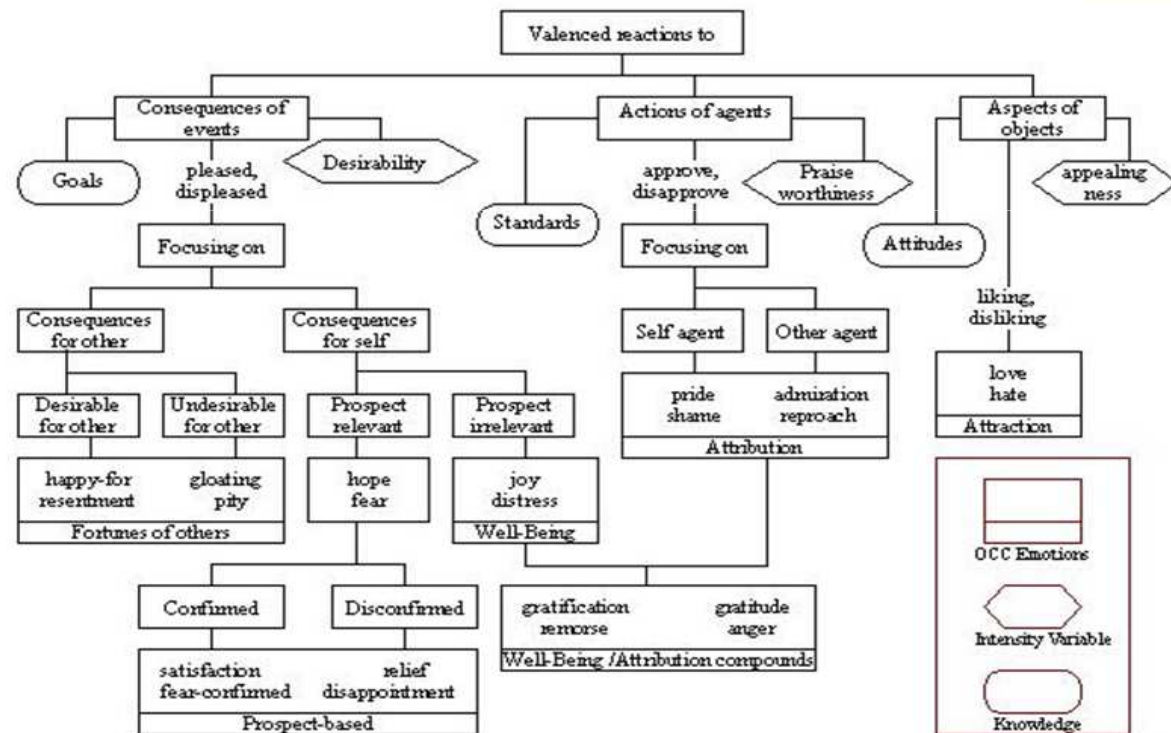 Valenced reactions to
Consequences of
events
Actions of agents
Aspects of
objects
Goals
pleased,
displeased
Desirability
Standards
approve,
disapprove
Praise
worthiness
Attitudes
appealing
ness
Focusing on
Focusing on
liking,
disliking
Consequences
for other
Consequences
for self
Self agent
Other agent
love
hate
Attraction
pride
shame
admiration
reproach
Attribution
Desirable
for other
Undesirable
for other
Prospect
relevant
Prospect
irrelevant
happy-for
resentment
gloating
pity
Fortunes of others
hope
fear
joy
distress
Well-Being
Confirmed
Disconfirmed
gratification
remorse
gratitude
anger
Well-Being /Attribution compounds
satisfaction
fear-confirmed
relief
disappointment
Prospect-based
OCC Emotions
Intensity Variable
Knowledge